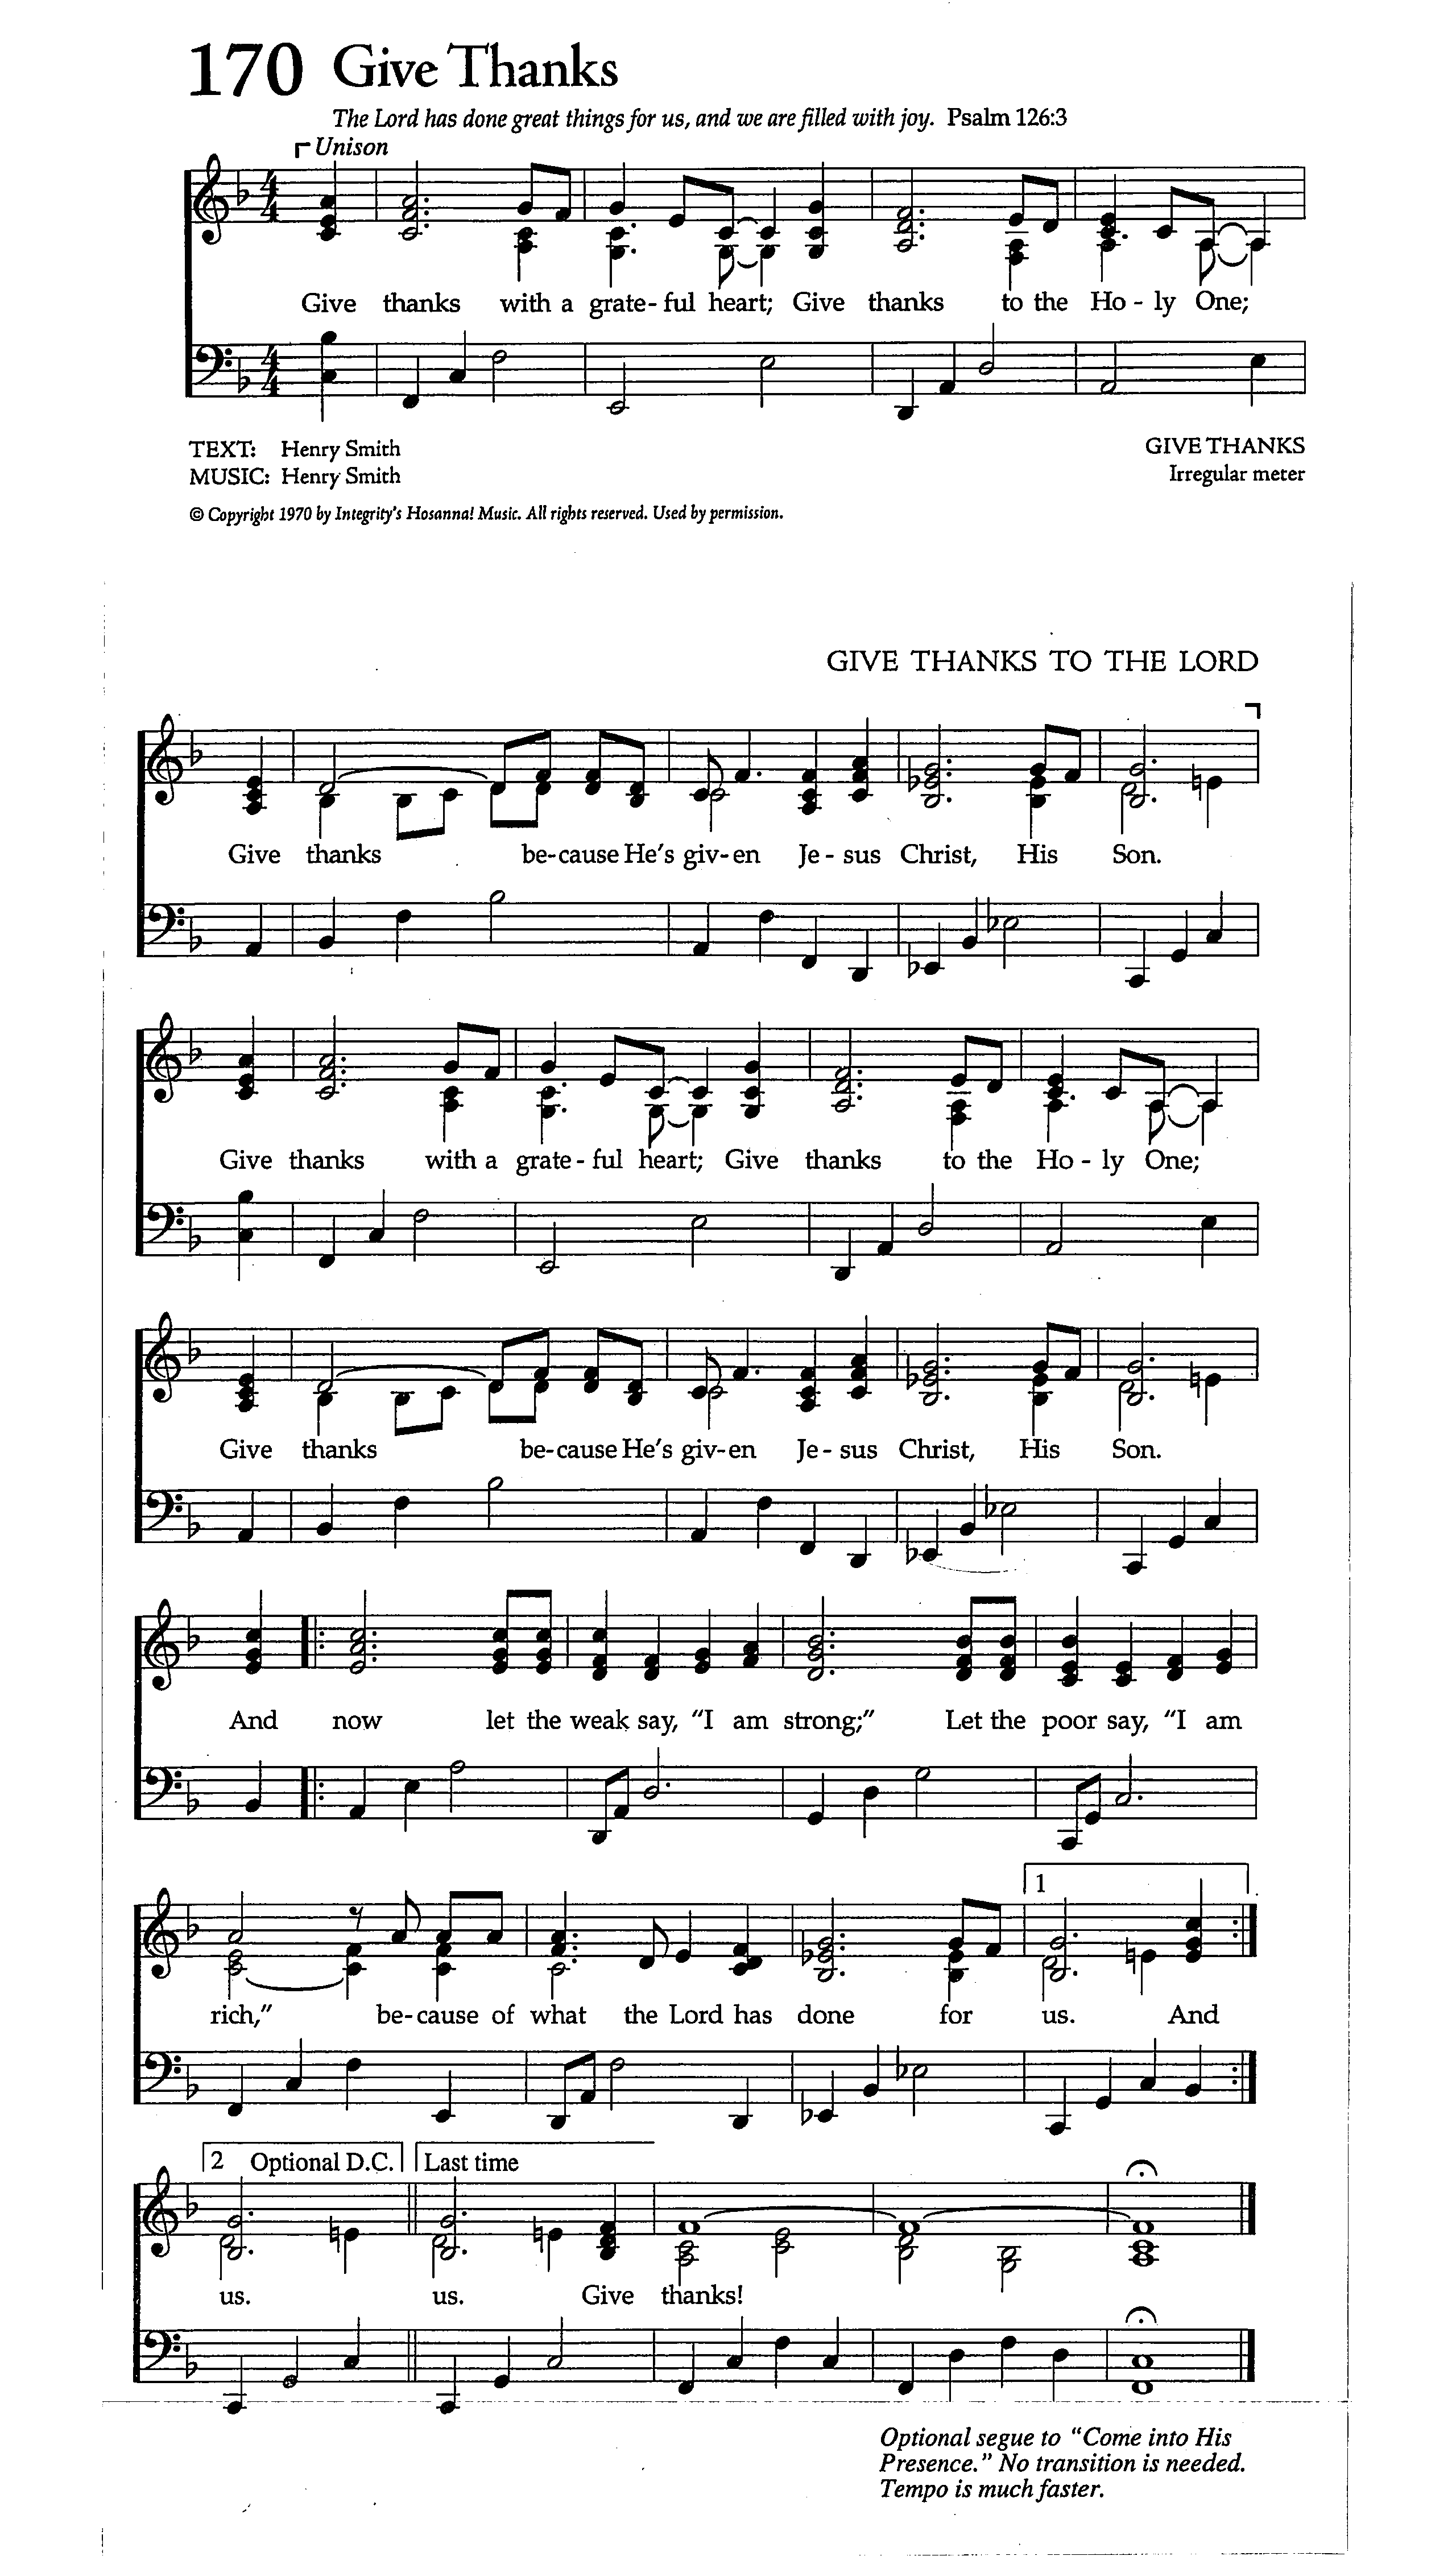 170 Give Thanks
The Lord has done great things for us, and we are filled with joy. Psalm 126:3
Unison
Give thanks with a grate - ful heart; Give thanks to the Ho - ly One;
TEXT: Henry Smith
MUSIC: Henry Smith
GIVE THANKS
Irregular meter
© Copyright 1970 by Integrity's Hosanna! Music. All rights reserved. Used by permission.
GIVE THANKS TO THE LORD
Give thanks be-cause He's giv-en Je - sus Christ, His Son.
Give thanks with a grate - ful heart; Give thanks to the Ho - ly One;
Give thanks be-cause He's giv-en Je - sus Christ, His Son.
And now let the weak say, "I am strong;" Let the poor say, "I am
1
rich," be-cause of what the Lord has done for us. And
2 Optional D.C. Last time
us. us. Give thanks!
Optional segue to "Come into His
Presence." No transition is needed.
Tempo is much faster.